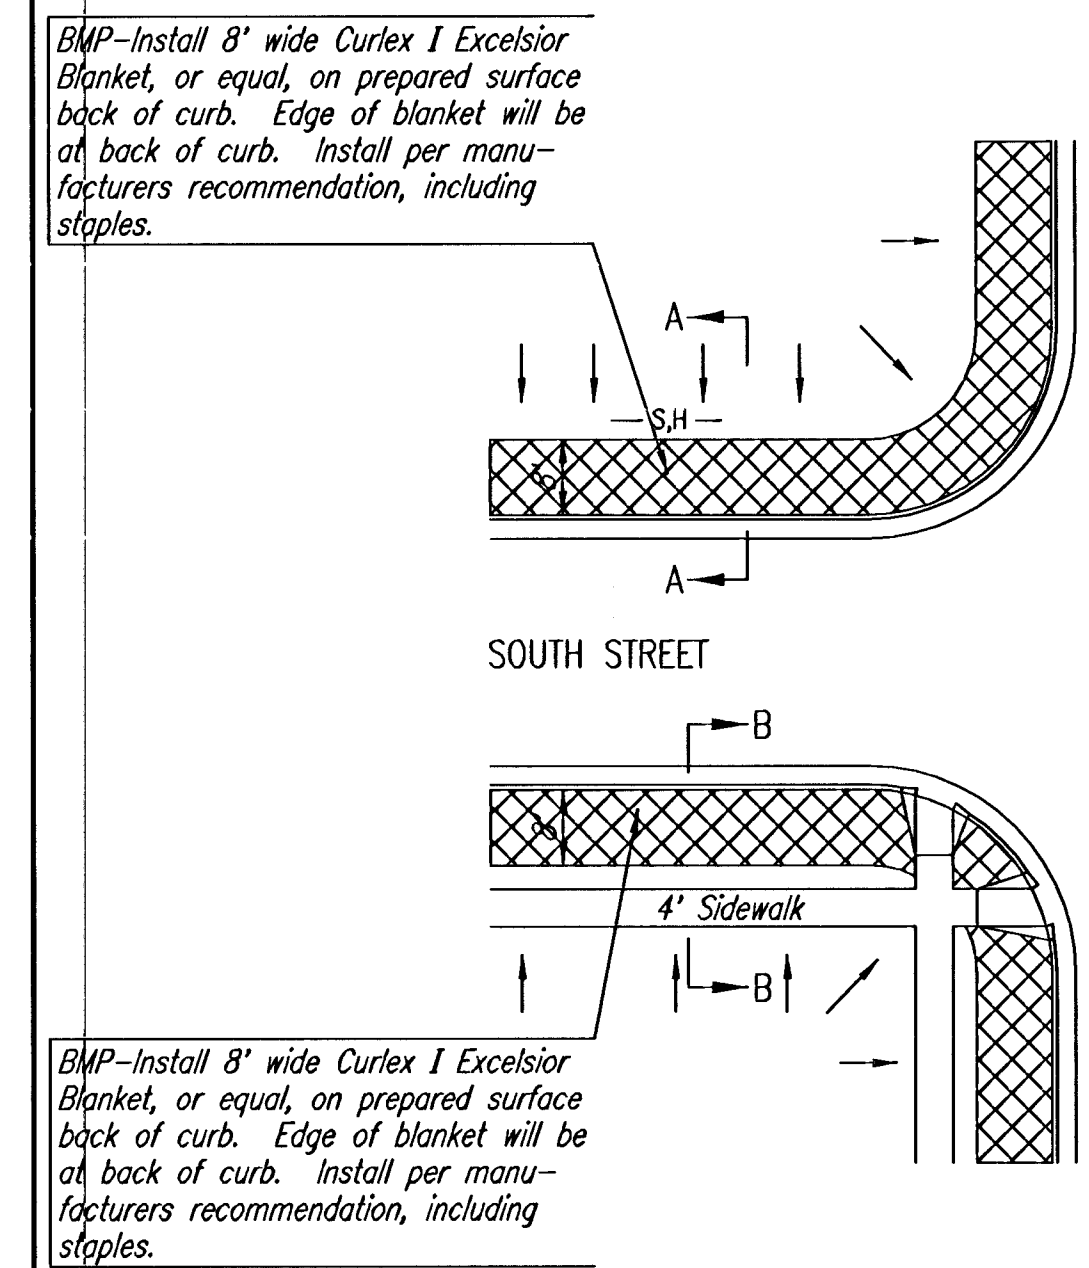 BMP-Install 8' wide Curlex I Excelsior
Blanket, or equal, on prepared surface
back of curb. Edge of blanket will be
at back of curb. Install per manu-
facturers recommendation, including
staples.
A
S,H
8'
A
SOUTH STREET
B
8'
4' Sidewalk
B
BMP-Install 8' wide Curlex I Excelsior
Blanket, or equal, on prepared surface
back of curb. Edge of blanket will be
at back of curb. Install per manu-
facturers recommendation, including
staples.